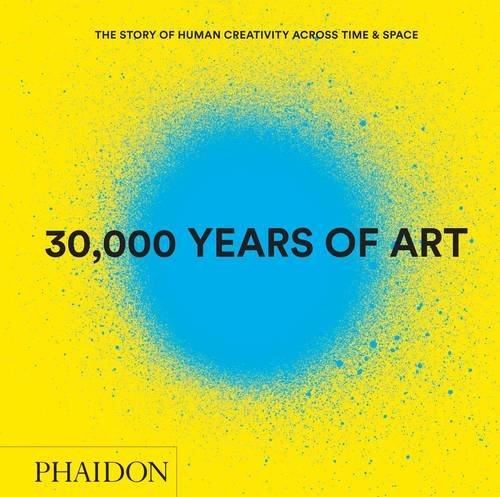 THE STORY OF HUMAN CREATIVITY ACROSS TIME & SPACE
30,000 YEARS OF ART
PHAIDON